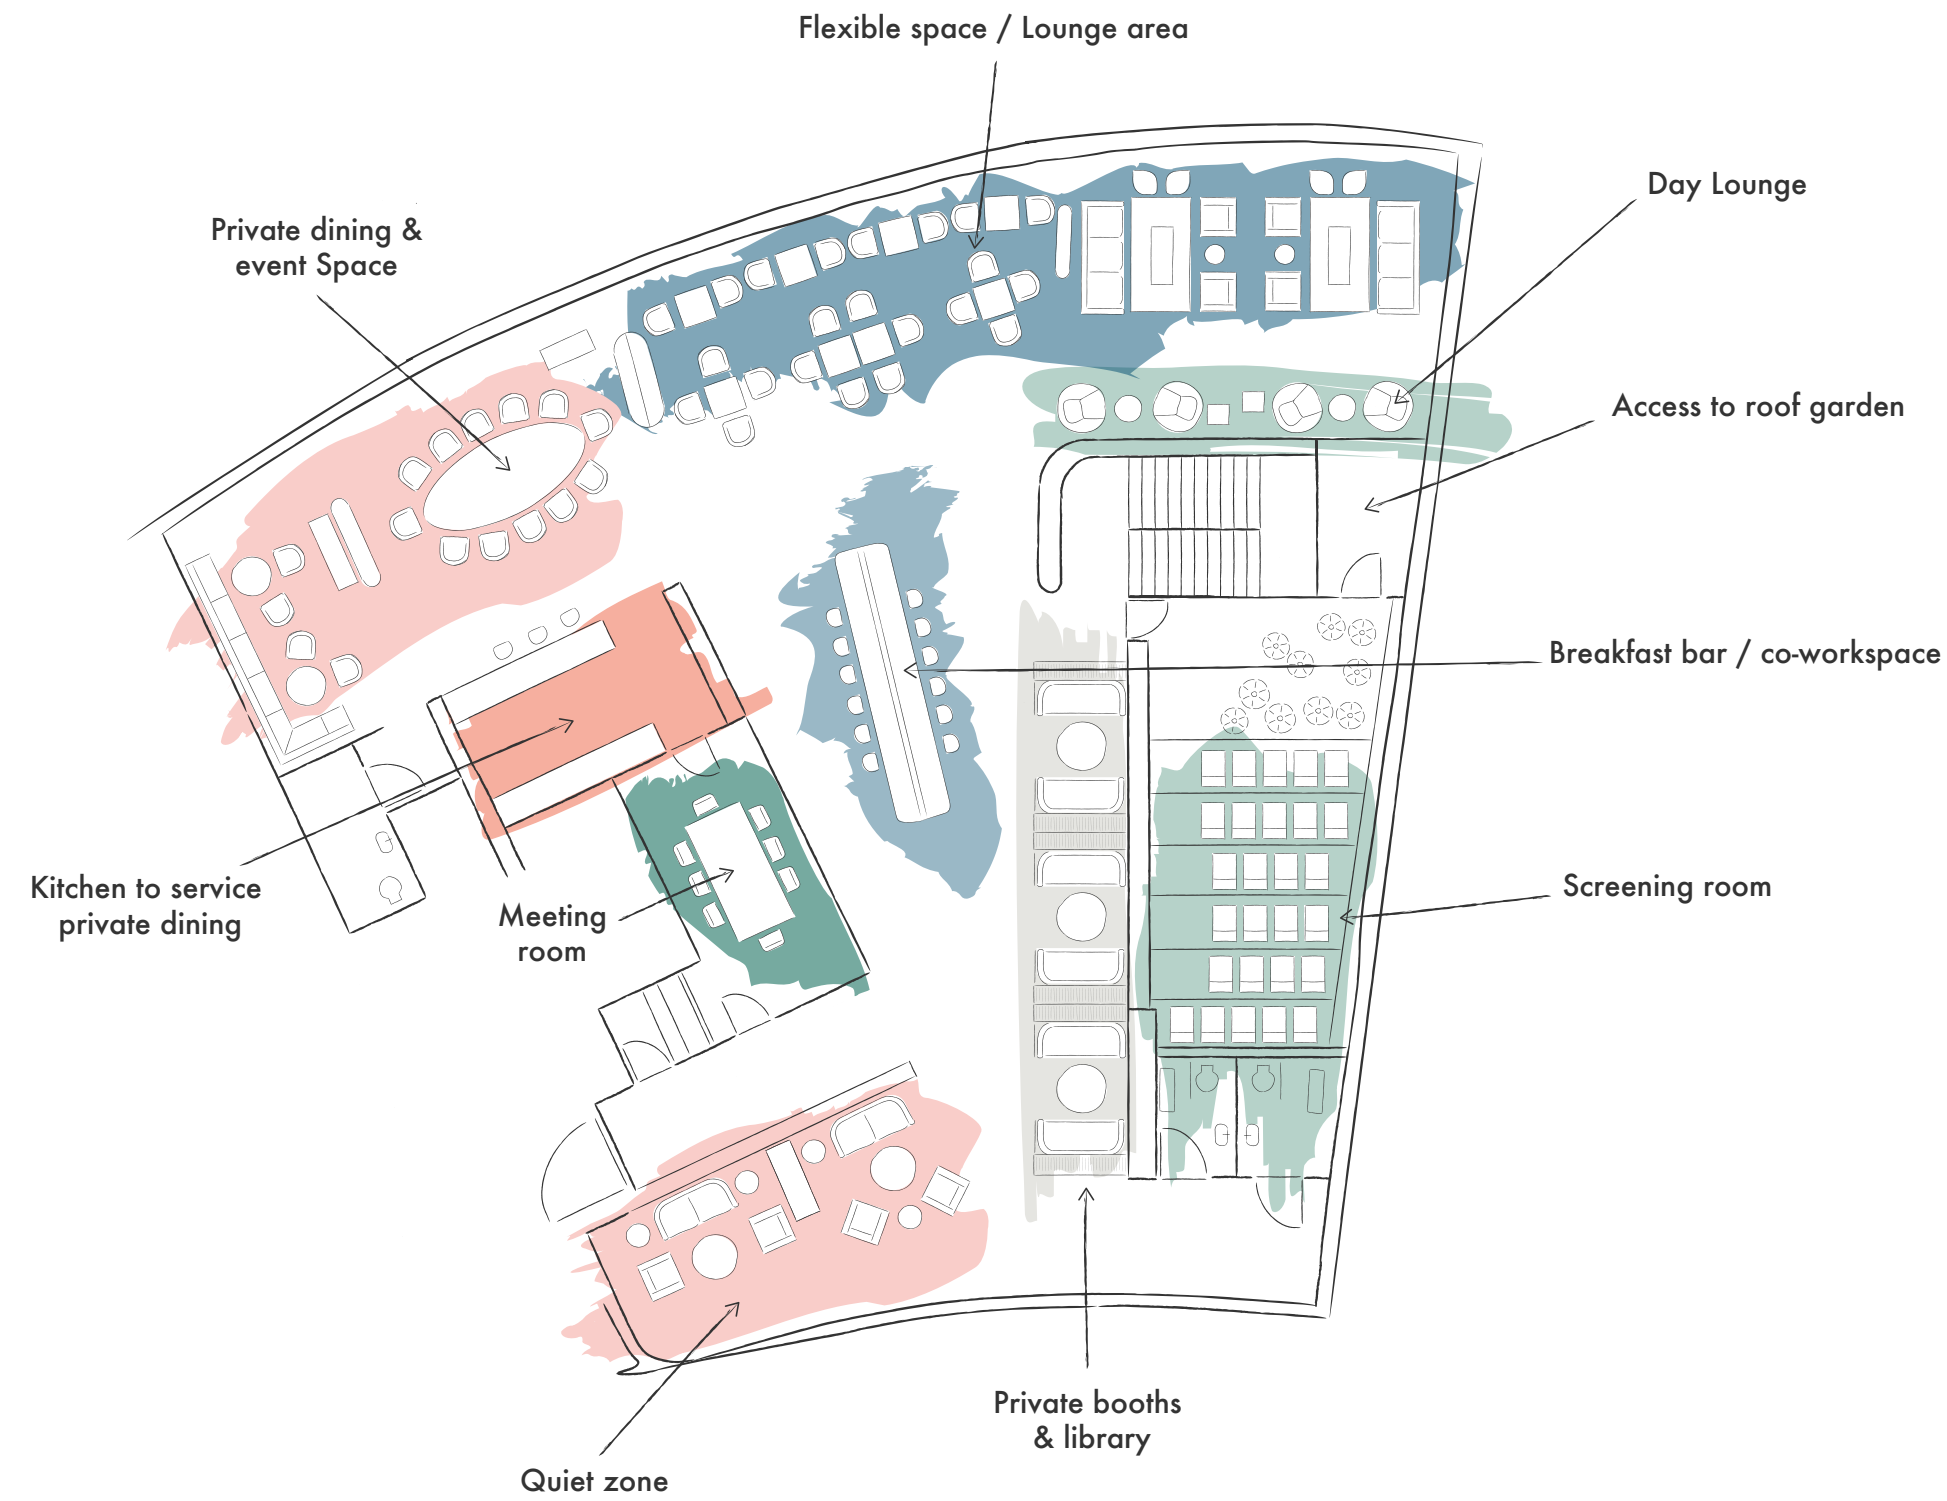 Flexible space / Lounge area
Day Lounge
Private dining &
event Space
Access to roof garden
Breakfast bar / co-workspace
Kitchen to service
private dining
Meeting
room
Screening room
Private booths
& library
Quiet zone